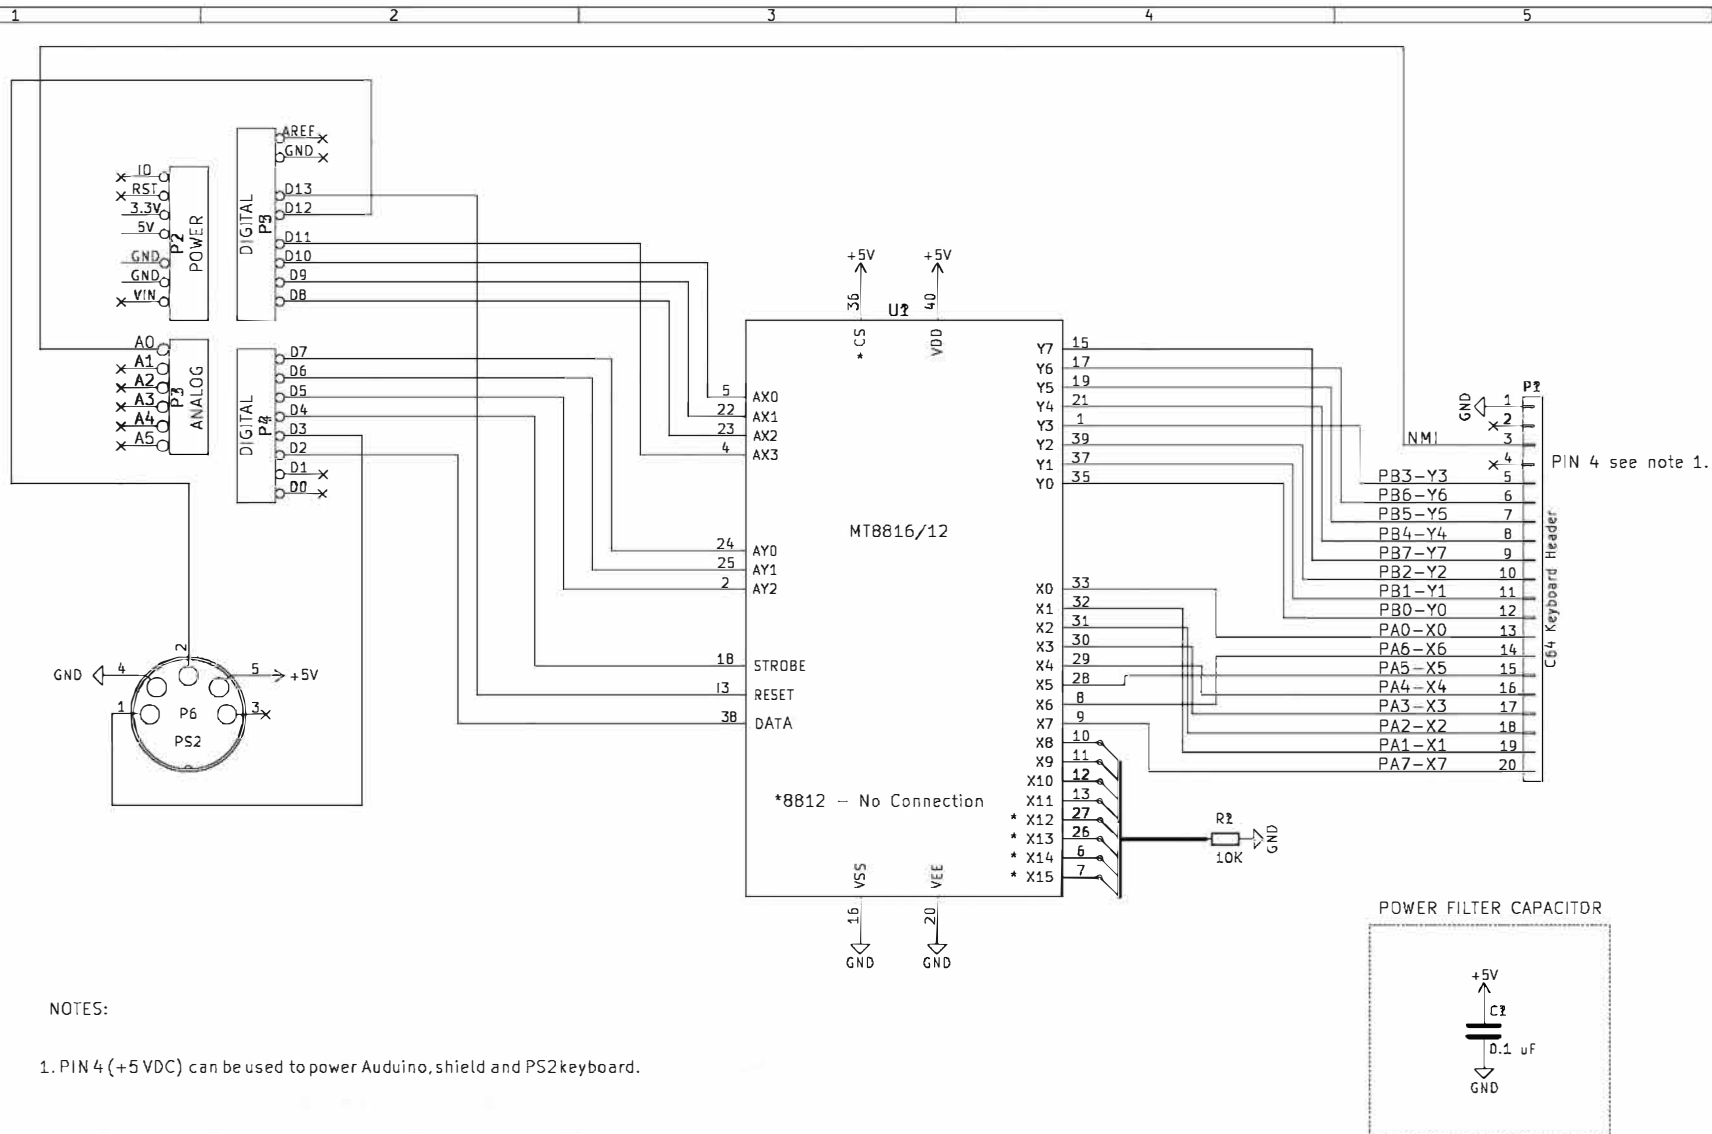 1 2 3 4 5
AREF
GND
D13
D12
D11
D10
D9
D8
DIGITAL
IO
RST
3.3V
5V
GND
GND
VIN
P2
POWER
A0
A1
A2
A3
A4
A5
ANALOG
D7
D6
D5
D4
D3
D2
D1
D0
DIGITAL
+5V
+5V
36
40
* CS
VDD
5 AX0
22 AX1
23 AX2
4 AX3
24 AY0
25 AY1
2 AY2
18 STROBE
13 RESET
38 DATA
MT8816/12
*8812 – No Connection
Y7 15
Y6 17
Y5 19
Y4 21
Y3 1
Y2 39
Y1 37
Y0 35
X0 33
X1 32
X2 31
X3 30
X4 29
X5 28
X6 8
X7 9
X8 10
X9 11
X10 12
X11 13
* X12 27
* X13 26
* X14 6
* X15 7
VSS
VEE
16
20
GND
GND
10K
GND
GND
1
2
NMI 3
4
PIN 4 see note 1.
PB3–Y3 5
PB6–Y6 6
PB5–Y5 7
PB4–Y4 8
PB7–Y7 9
PB2–Y2 10
PB1–Y1 11
PB0–Y0 12
PA0–X0 13
PA6–X6 14
PA5–X5 15
PA4–X4 16
PA3–X3 17
PA2–X2 18
PA1–X1 19
PA7–X7 20
C64 Keyboard Header
2
GND 4
5 +5V
1
3
P6
PS2
POWER FILTER CAPACITOR
+5V
0.1 uF
GND
NOTES:
1. PIN 4 (+5 VDC) can be used to power Auduino, shield and PS2 keyboard.